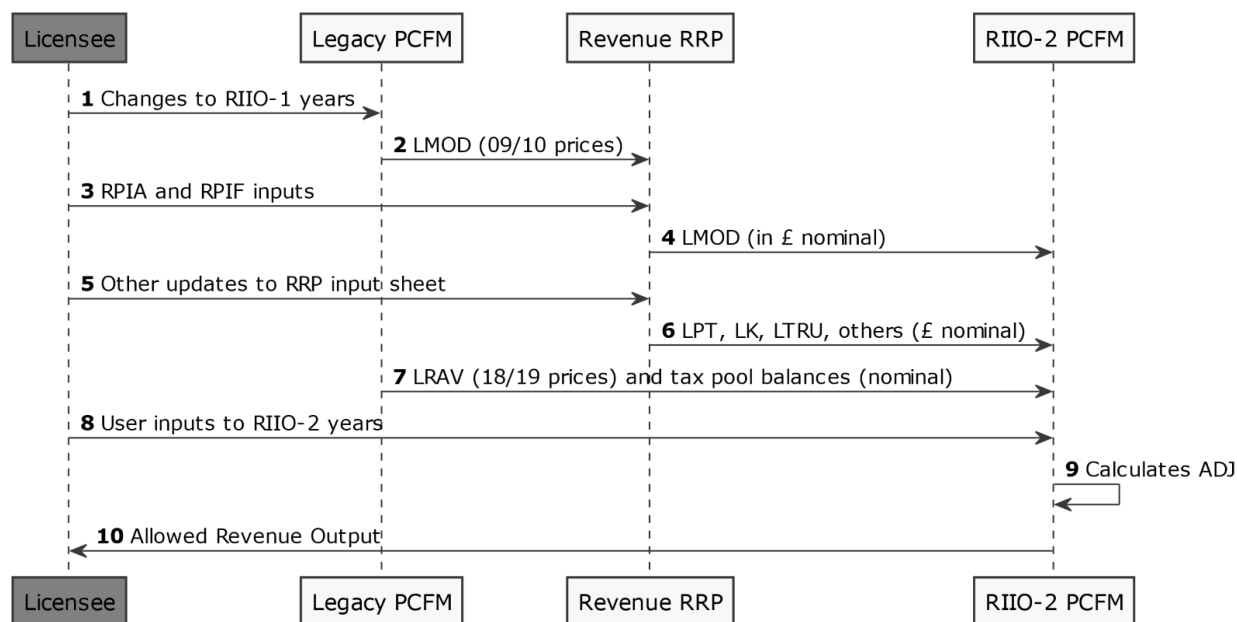 Licensee
Legacy PCFM
Revenue RRP
RIIO-2 PCFM
1 Changes to RIIO-1 years
2 LMOD (09/10 prices)
3 RPIA and RPIF inputs
4 LMOD (in £ nominal)
5 Other updates to RRP input sheet
6 LPT, LK, LTRU, others (£ nominal)
7 LRAV (18/19 prices) and tax pool balances (nominal)
8 User inputs to RIIO-2 years
9 Calculates ADJ
10 Allowed Revenue Output
Licensee
Legacy PCFM
Revenue RRP
RIIO-2 PCFM